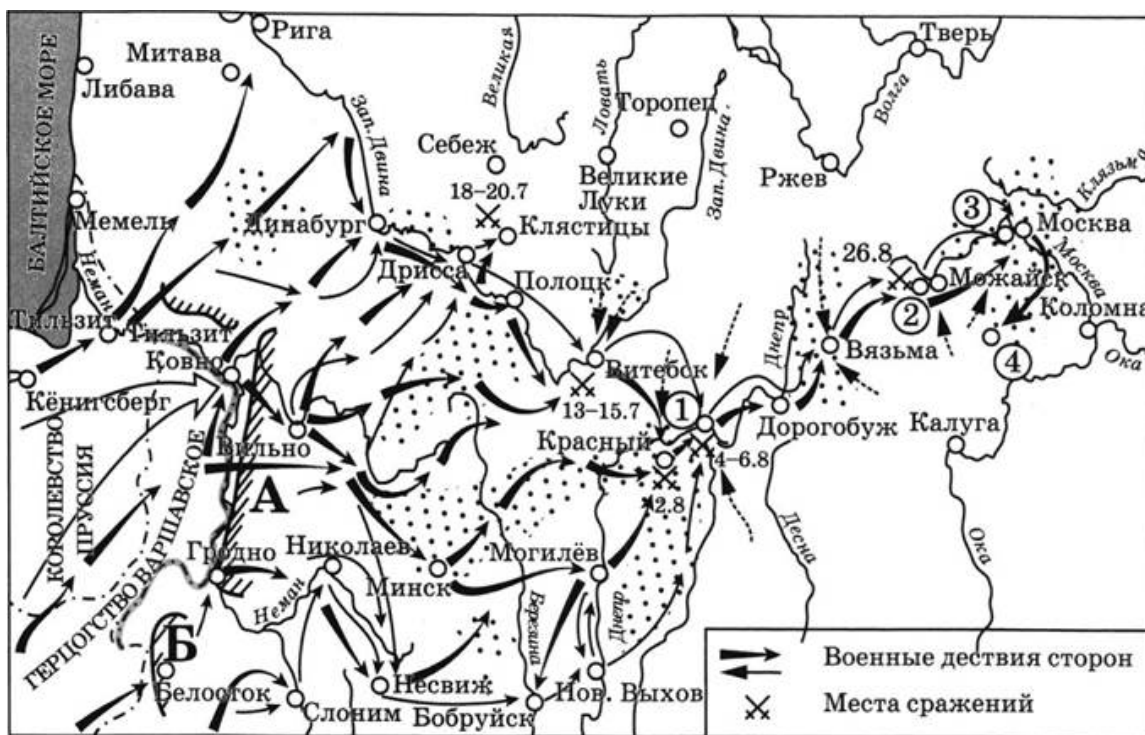 Рига
Тверь
Митава
Либава
БАЛТИЙСКОЕ МОРЕ
Зап. Двина
Великая
Ловать
Торопец
Зап. Двина
Волга
Себеж
18–20.7
Великие
Луки
Ржев
Клязьма
Мемель
Динабург
Клястицы
3
Москва
Неман
Дрисса
Полоцк
26.8
Можайск
Москва
Тильзит
Тильзит
2
Коломна
Ковно
Днепр
Вязьма
4
Ока
Кёнигсберг
Витебск
13–15.7
1
Вильно
Красный
Дорогобуж
Калуга
4–6.8
КОРОЛЕВСТВО
ПРУССИЯ
ГЕРЦОГСТВО ВАРШАВСКОЕ
А
2.8
Гродно
Николаев
Могилёв
Десна
Ока
Минск
Неман
Березина
Днепр
Б
Белосток
Слоним
Несвиж
Бобруйск
Нов. Выхов
Военные дествия сторон
Места сражений